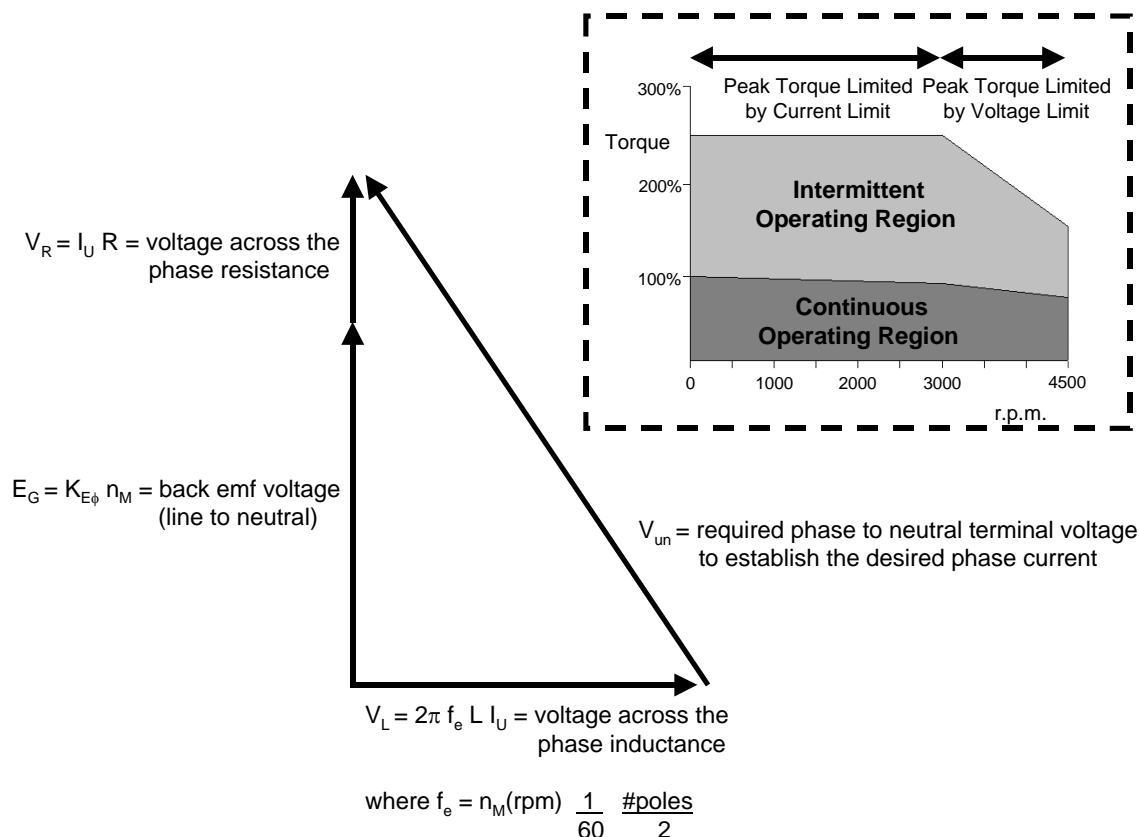 Peak Torque Limited
by Current Limit
Peak Torque Limited
by Voltage Limit
300%
Torque
200%
100%
Intermittent
Operating Region
Continuous
Operating Region
0
1000
2000
3000
4500
r.p.m.
V_R = I_U R = voltage across the
phase resistance
E_G = K_Eϕ n_M = back emf voltage
(line to neutral)
V_un = required phase to neutral terminal voltage
to establish the desired phase current
V_L = 2π f_e L I_U = voltage across the
phase inductance
where f_e = n_M(rpm) 1 #poles
60 2